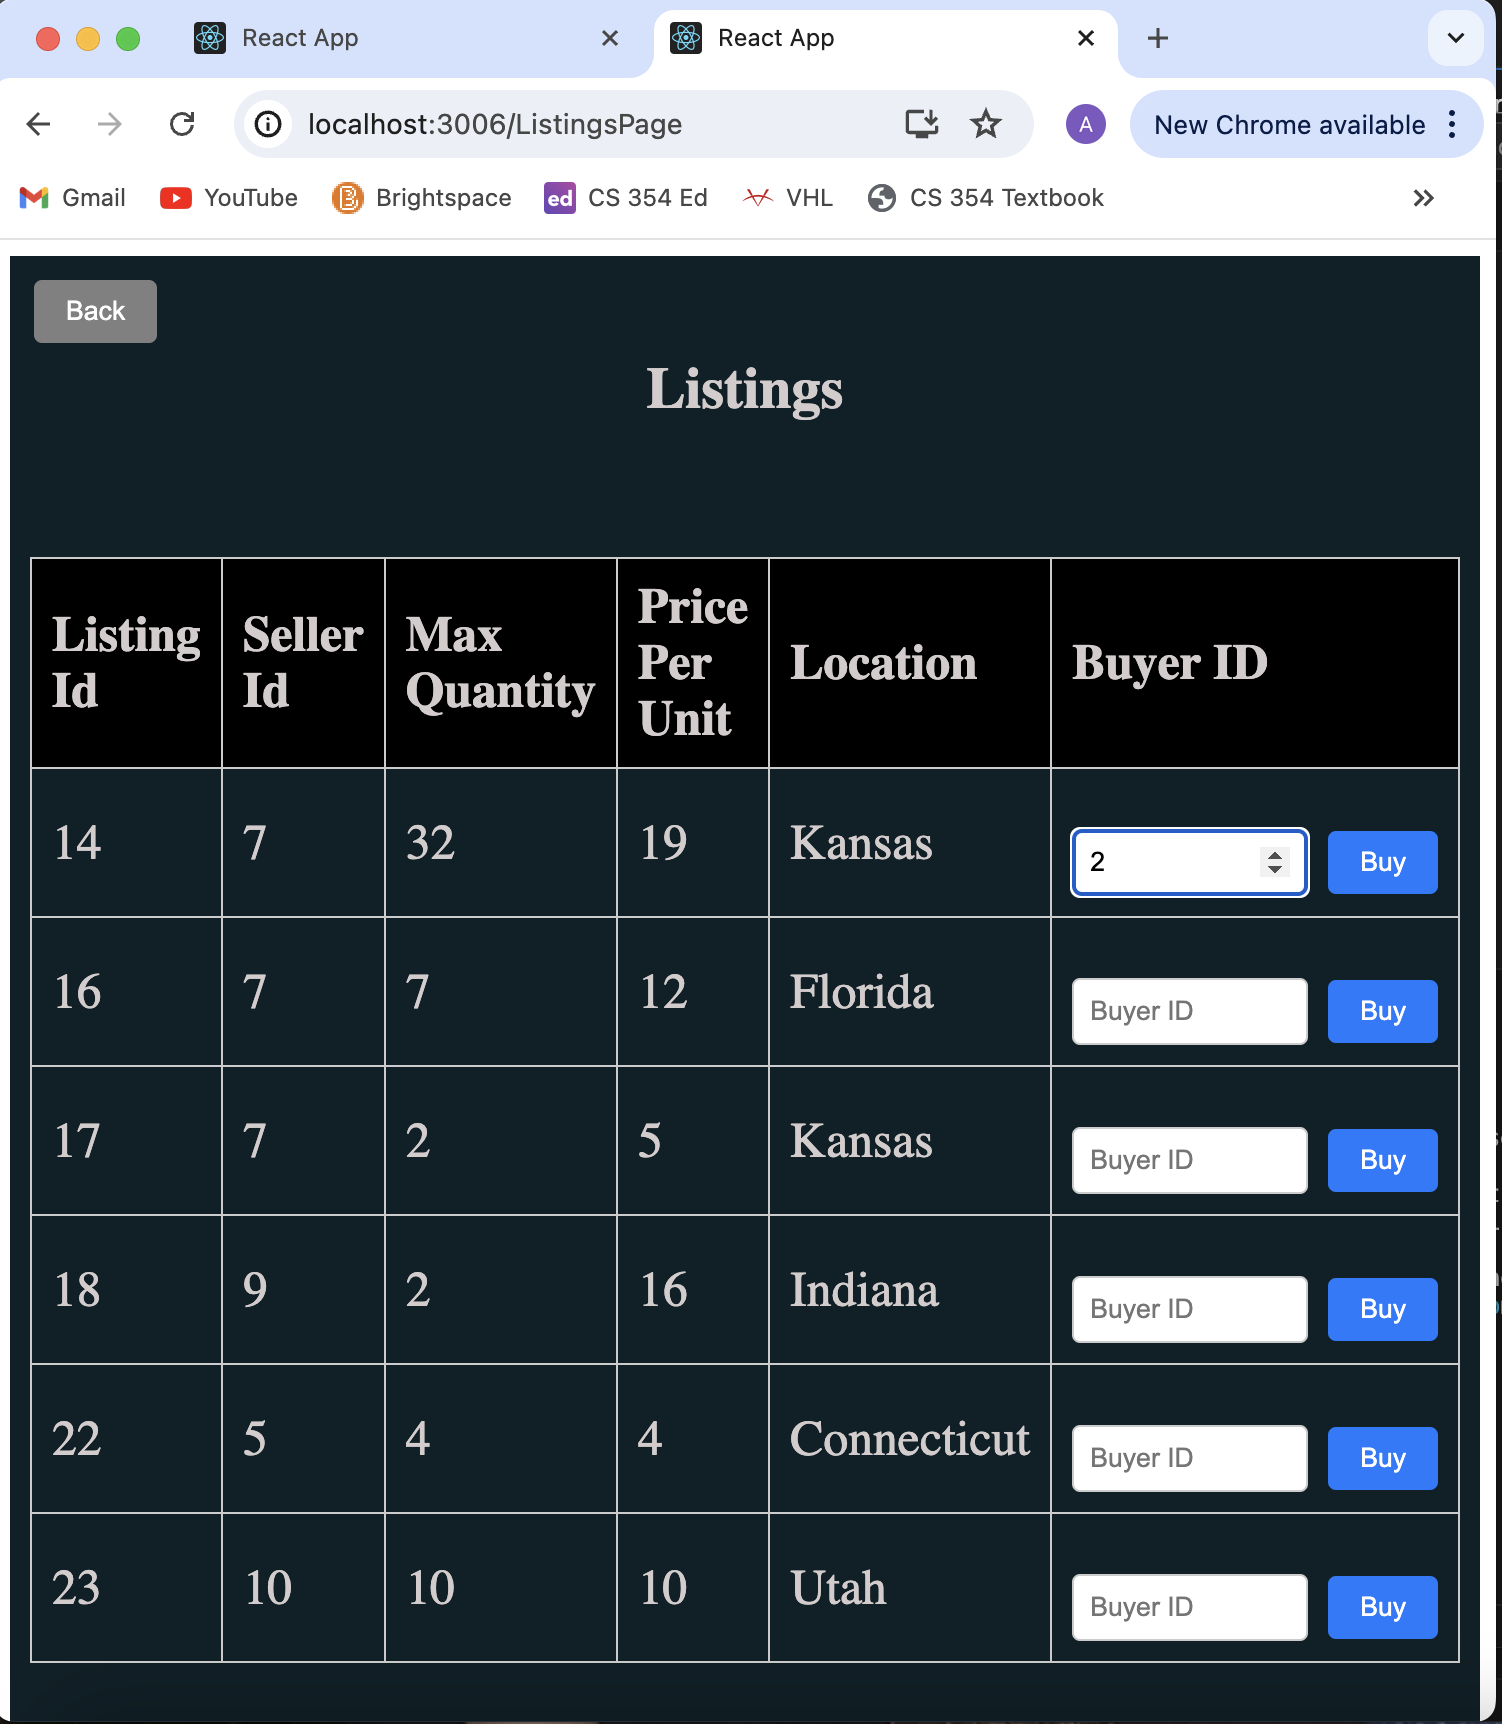 React App
React App
localhost:3006/ListingsPage
A
New Chrome available
Gmail
YouTube
Brightspace
ed
CS 354 Ed
VHL
CS 354 Textbook
Back
Listings
Listing Id
Seller Id
Max Quantity
Price Per Unit
Location
Buyer ID
14 7 32 19 Kansas 2 Buy
16 7 7 12 Florida Buyer ID Buy
17 7 2 5 Kansas Buyer ID Buy
18 9 2 16 Indiana Buyer ID Buy
22 5 4 4 Connecticut Buyer ID Buy
23 10 10 10 Utah Buyer ID Buy